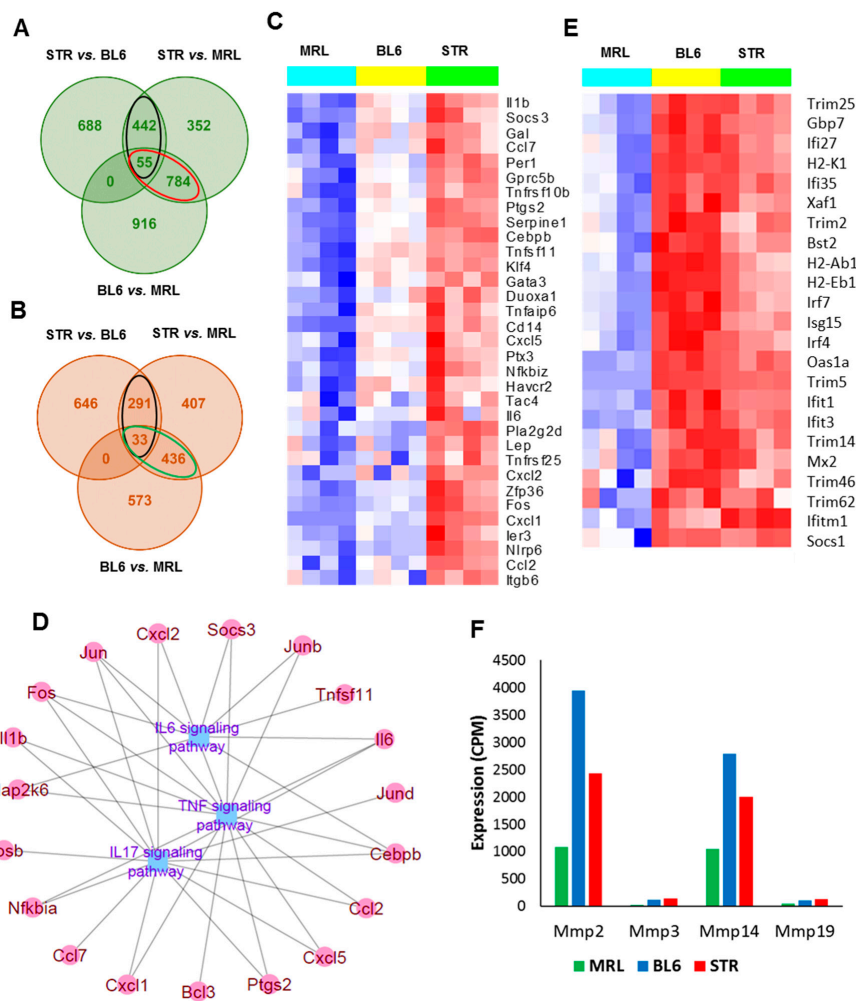 A
STR vs. BL6
STR vs. MRL
688
442
352
55
0
784
916
BL6 vs. MRL
B
STR vs. BL6
STR vs. MRL
646
291
407
33
0
436
573
BL6 vs. MRL
C
MRL
BL6
STR
Il1b
Socs3
Gal
Ccl7
Per1
Gprc5b
Tnfrsf10b
Ptgs2
Serpine1
Cebpb
Tnfsf11
Klf4
Gata3
Duoxa1
Tnfaip6
Cd14
Cxcl5
Ptx3
Nfkbiz
Havcr2
Tac4
Il6
Pla2g2d
Lep
Tnfrsf25
Cxcl2
Zfp36
Fos
Cxcl1
Ier3
Nlrp6
Ccl2
Itgb6
E
MRL
BL6
STR
Trim25
Gbp7
Ifi27
H2-K1
Ifi35
Xaf1
Trim2
Bst2
H2-Ab1
H2-Eb1
Irf7
Isg15
Irf4
Oas1a
Trim5
Ifit1
Ifit3
Trim14
Mx2
Trim46
Trim62
Ifitm1
Socs1
D
Socs3
Cxcl2
Jun
Junb
Fos
Tnfsf11
Il1b
IL6 signaling
pathway
Il6
ap2k6
Jund
TNF signaling
pathway
osb
IL17 signaling
pathway
Cebpb
Nfkbia
Ccl2
Ccl7
Cxcl5
Cxcl1
Bcl3
Ptgs2
F
Expression (CPM)
4500
4000
3500
3000
2500
2000
1500
1000
500
0
Mmp2
Mmp3
Mmp14
Mmp19
MRL
BL6
STR